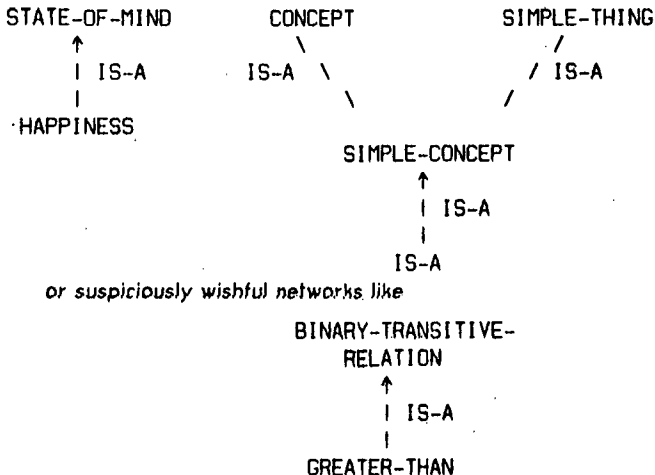 STATE-OF-MIND CONCEPT SIMPLE-THING
IS-A IS-A IS-A
HAPPINESS
SIMPLE-CONCEPT
IS-A
IS-A
or suspiciously wishful networks like
BINARY-TRANSITIVE-
RELATION
IS-A
GREATER-THAN